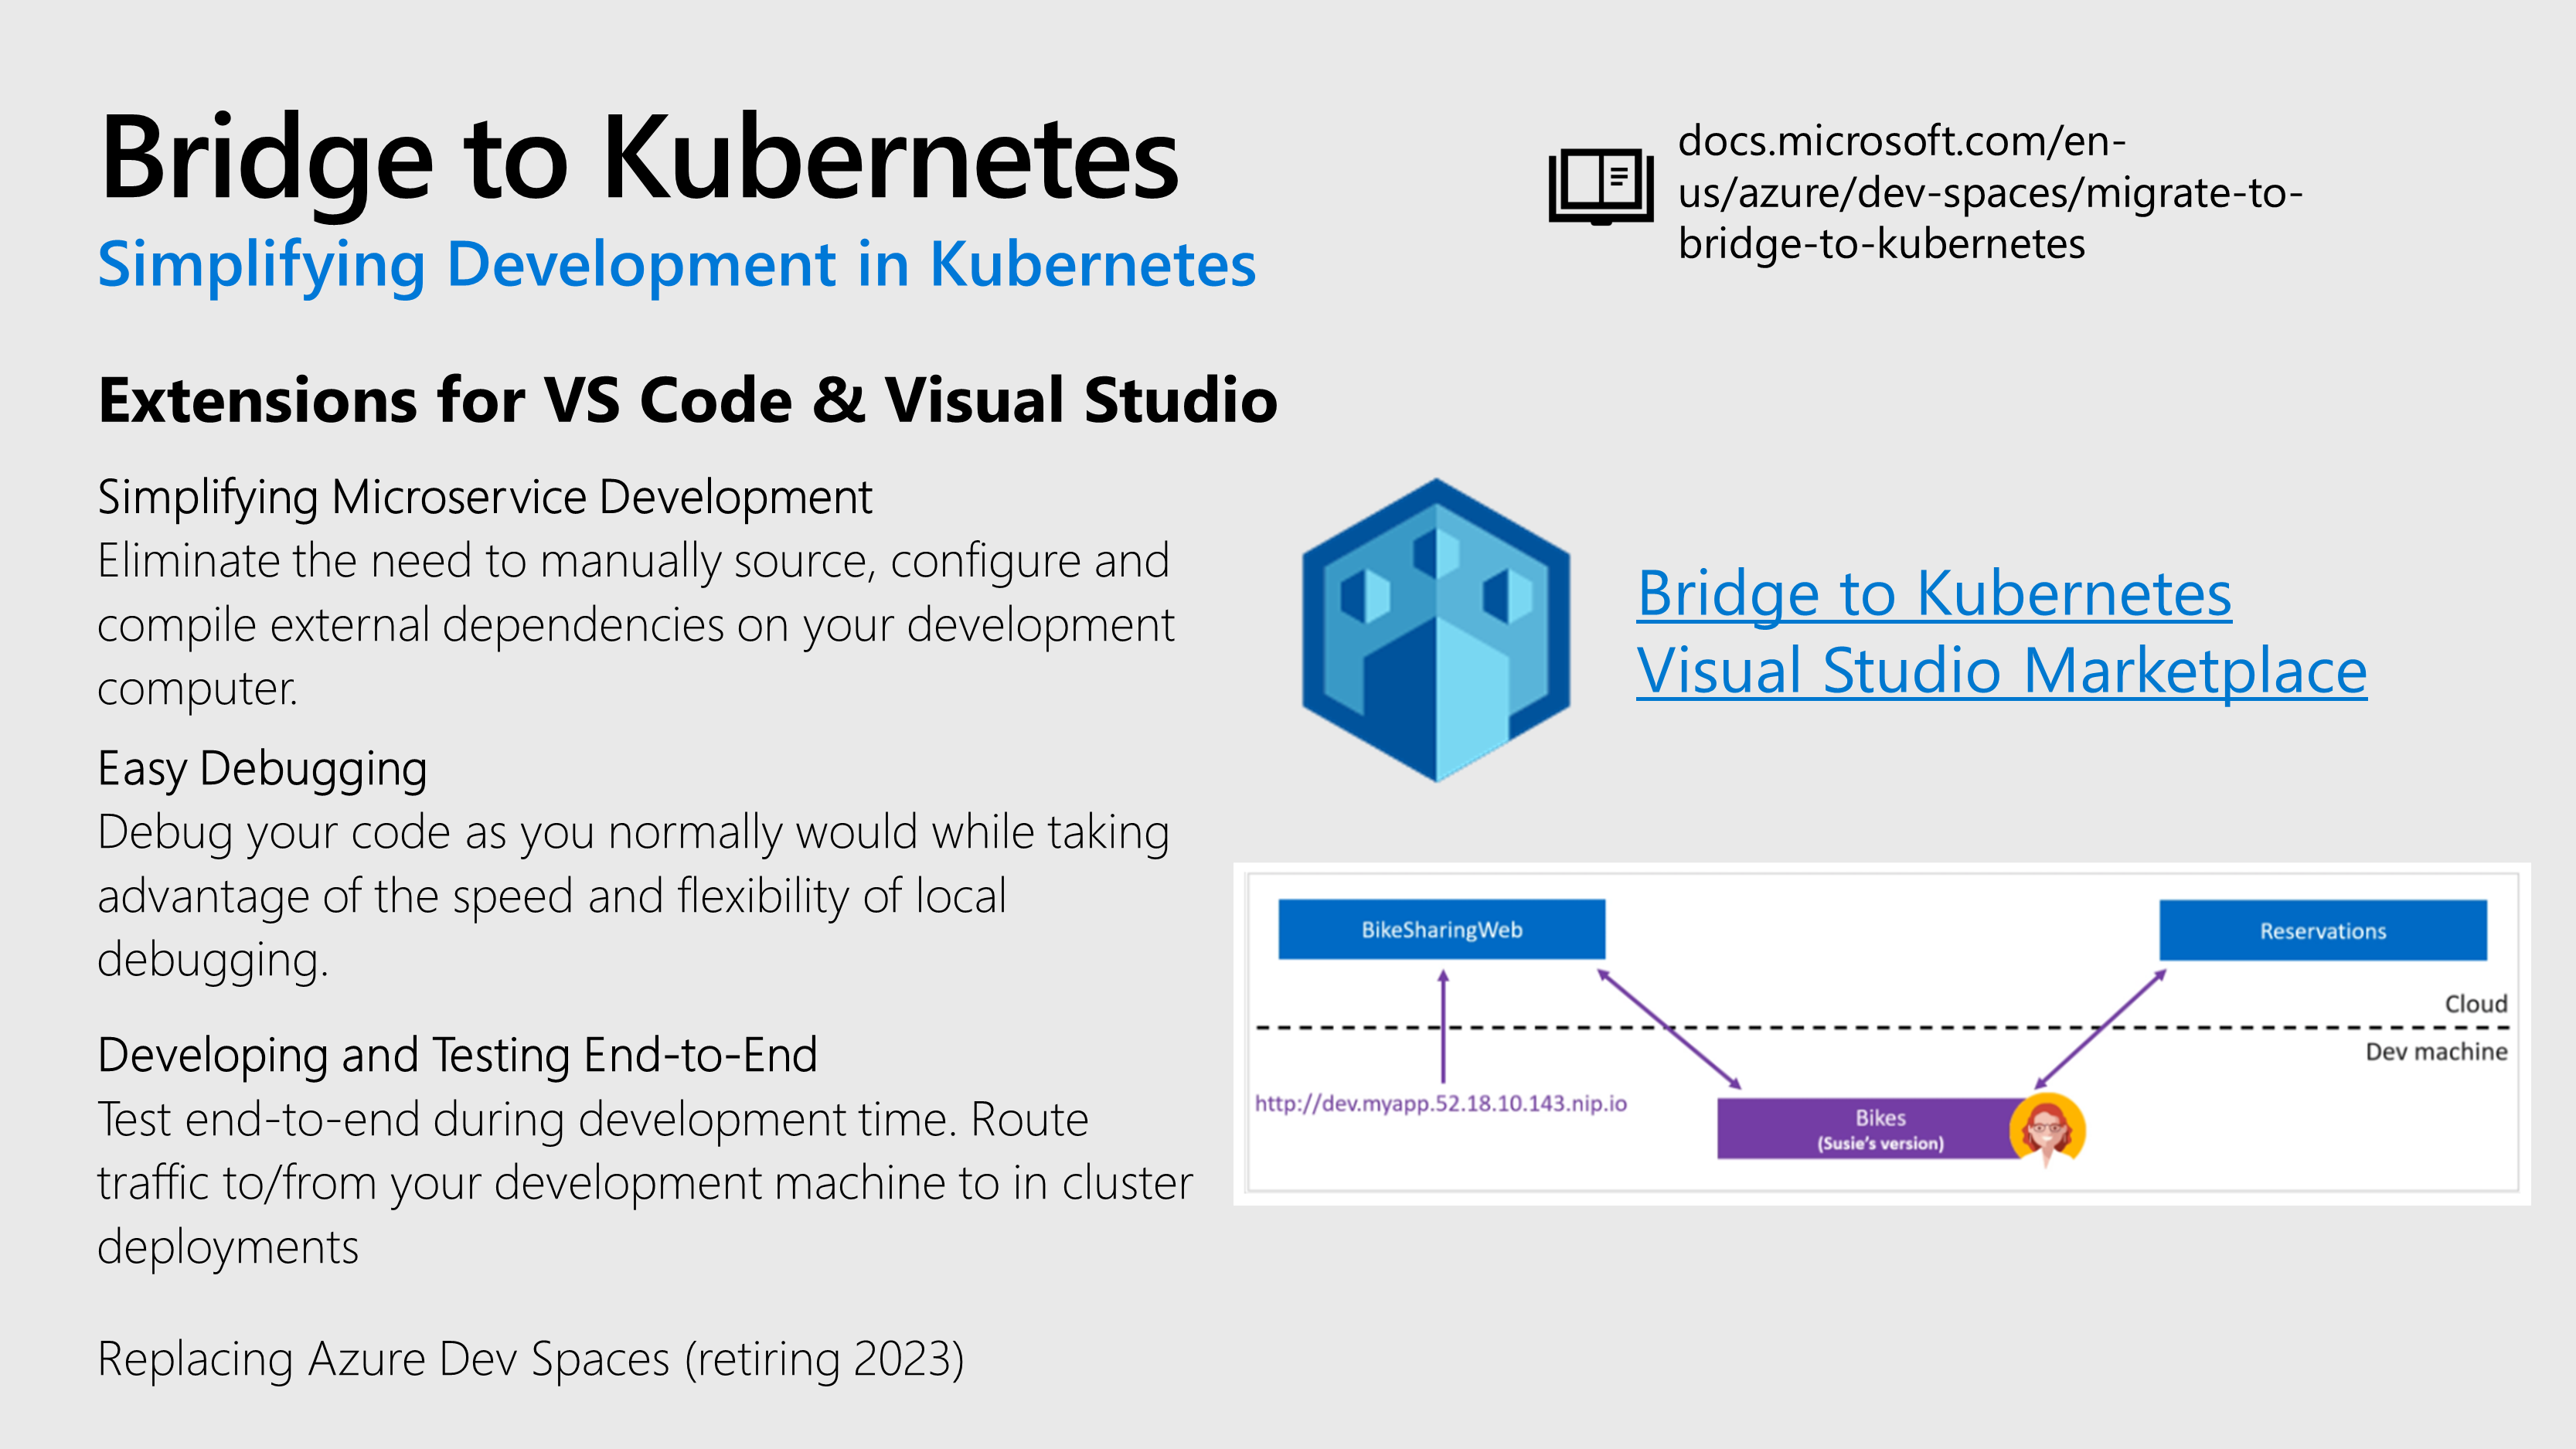 Bridge to Kubernetes
Simplifying Development in Kubernetes
docs.microsoft.com/en-
us/azure/dev-spaces/migrate-to-
bridge-to-kubernetes
Extensions for VS Code & Visual Studio
Simplifying Microservice Development
Eliminate the need to manually source, configure and
compile external dependencies on your development
computer.
Easy Debugging
Debug your code as you normally would while taking
advantage of the speed and flexibility of local
debugging.
Developing and Testing End-to-End
Test end-to-end during development time. Route
traffic to/from your development machine to in cluster
deployments
Replacing Azure Dev Spaces (retiring 2023)
Bridge to Kubernetes
Visual Studio Marketplace
BikeSharingWeb
Reservations
Cloud
Dev machine
http://dev.myapp.52.18.10.143.nip.io
Bikes
(Susie's version)